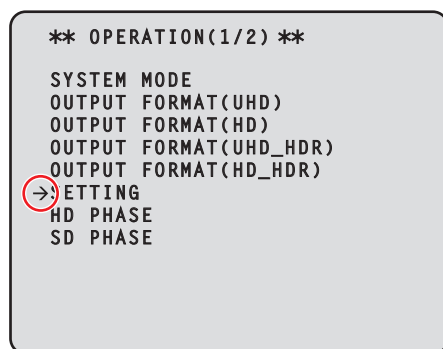 ** OPERATION(1/2) **
SYSTEM MODE
OUTPUT FORMAT(UHD)
OUTPUT FORMAT(HD)
OUTPUT FORMAT(UHD_HDR)
OUTPUT FORMAT(HD_HDR)
→SETTING
HD PHASE
SD PHASE